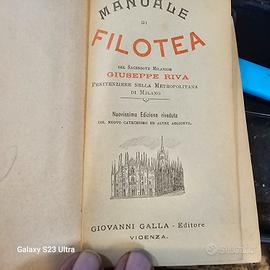 MANUALE
DI
FILOTEA
DEL SACERDOTE MILANESE
GIUSEPPE RIVA
PENITENZIERE NELLA METROPOLITANA
DI MILANO
Nuovissima Edizione riveduta
COL NUOVO CATECHISMO ED ALTRE AGGIUNTE.
GIOVANNI GALLA - Editore
VICENZA.
Galaxy S23 Ultra
subito